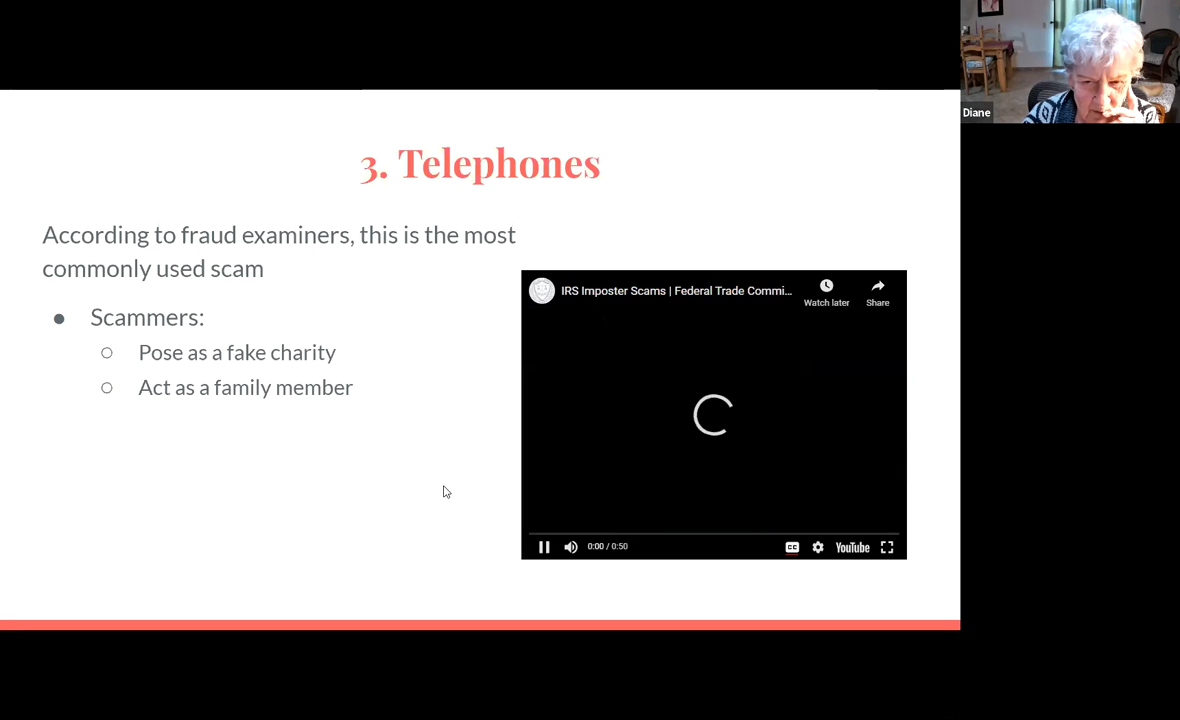 Diane
3. Telephones
According to fraud examiners, this is the most
commonly used scam
● Scammers:
○ Pose as a fake charity
○ Act as a family member
IRS Imposter Scams | Federal Trade Commi...
Watch later
Share
0:00 / 0:50
CC
YouTube